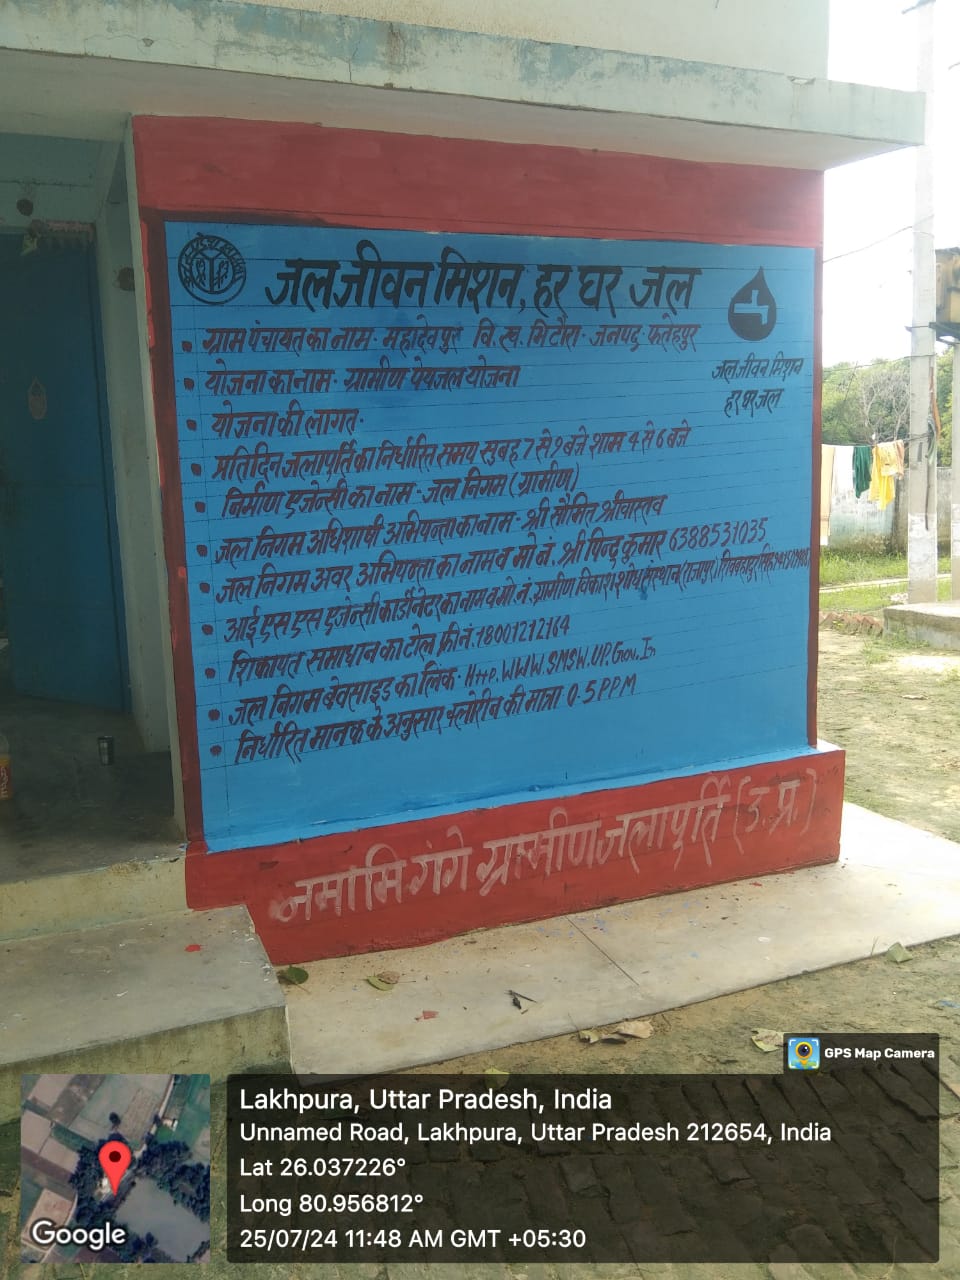 जल जीवन मिशन, हर घर जल
ग्राम पंचायत का नाम - महादेवपुर वि. ख. भिटौरा - जनपद फतेहपुर
योजना का नाम - ग्रामीण पेयजल योजना
जल जीवन मिशन
हर घर जल
योजना की लागत -
प्रतिदिन जलापूर्ति का निर्धारित समय सुबह 7 से 9 बजे शाम 4 से 6 बजे
निर्माण एजेन्सी का नाम - जल निगम (ग्रामीण)
जल निगम अधिशाषी अभियन्ता का नाम - श्री सौमित श्रीवास्तव
जल निगम अवर अभियन्ता का नाम व मो नं. श्री पिन्टू कुमार 6388531035
आई एस एस एजेन्सी कार्डीनेटर का नाम व मो. नं. ग्रामीण विकास शोध संस्थान (राजापुर) शिवबहादुर सिंह
शिकायत समाधान का टोल फ्री नं. 18001212164
जल निगम बेवसाइड का लिंक - Http.WWW.SMSW.UP.Gov.In
निर्धारित मानक के अनुसार क्लोरीन की मात्रा 0.5 PPM
नमामि गंगे ग्रामीण जलापूर्ति (उ.प्र.)
GPS Map Camera
Lakhpura, Uttar Pradesh, India
Unnamed Road, Lakhpura, Uttar Pradesh 212654, India
Lat 26.037226°
Long 80.956812°
25/07/24 11:48 AM GMT +05:30
Google